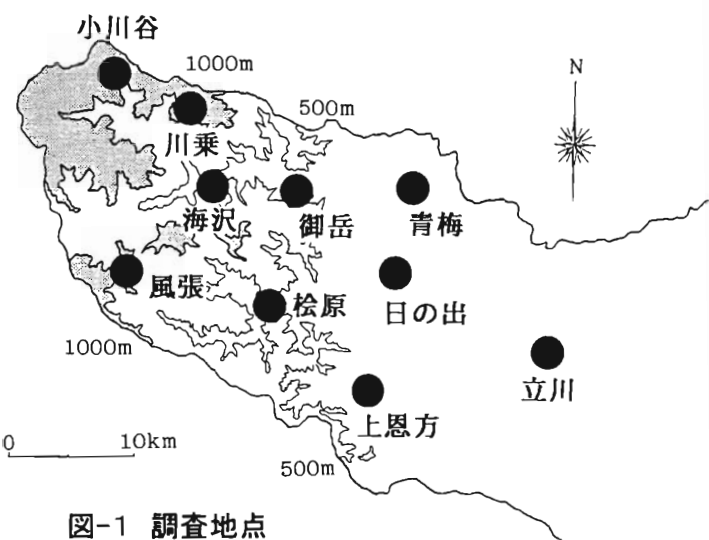 小川谷
1000m
500m
N
川乗
海沢
御岳
青梅
風張
桧原
日の出
1000m
立川
上恩方
0 10km
500m
図-1 調査地点